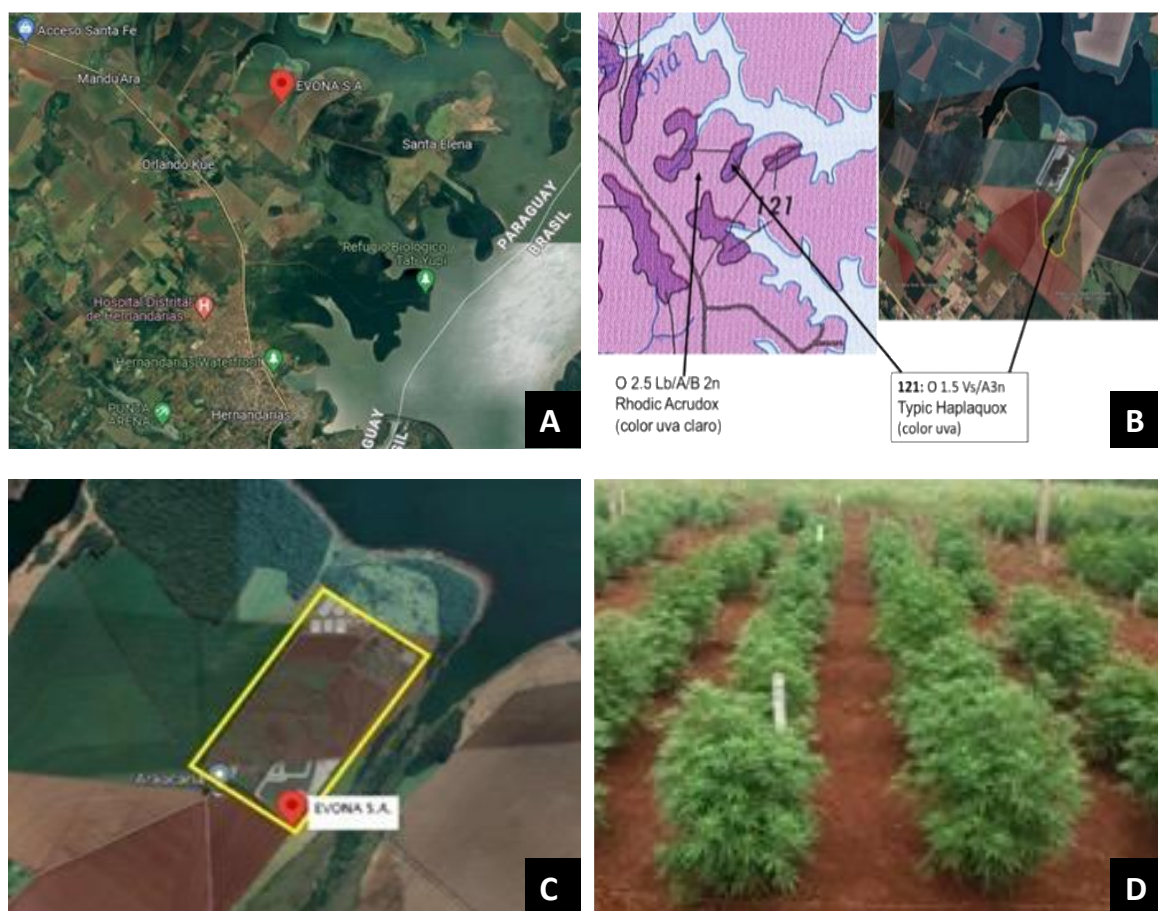 Acceso Santa Fe
Mandu'Ara
EVONA S.A.
Santa Elena
Orlando Kue
PARAGUAY
BRASIL
Refugio Biológico
Tati Yupi
Hospital Distrital
de Hernandarias
Hernandarias Waterfront
PUNTA
ARENA
Hernandarias
A
121
O 2.5 Lb/A/B 2n
Rhodic Acrudox
(color uva claro)
121: O 1.5 Vs/A3n
Typic Haplaquox
(color uva)
B
EVONA S.A.
C
D